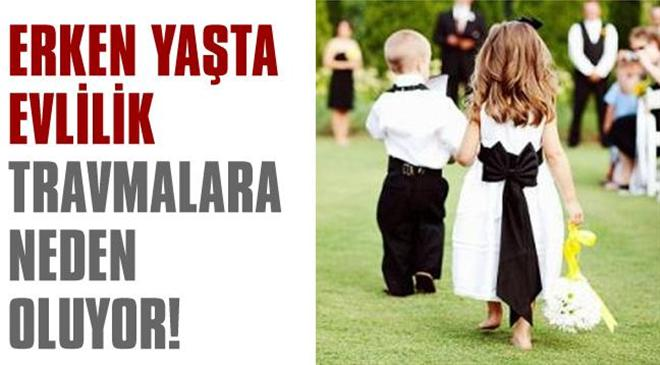 ERKEN YAŞTA
EVLİLİK
TRAVMALARA
NEDEN
OLUYOR!